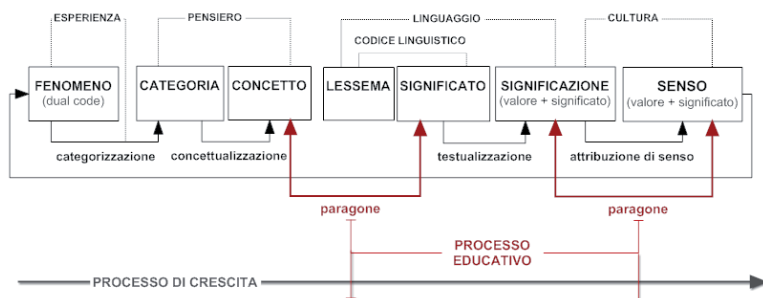 ESPERIENZA
PENSIERO
LINGUAGGIO
CULTURA
CODICE LINGUISTICO
FENOMENO
(dual code)
CATEGORIA
CONCETTO
LESSEMA
SIGNIFICATO
SIGNIFICAZIONE
(valore + significato)
SENSO
(valore + significato)
categorizzazione
concettualizzazione
testualizzazione
attribuzione di senso
paragone
paragone
PROCESSO
EDUCATIVO
PROCESSO DI CRESCITA